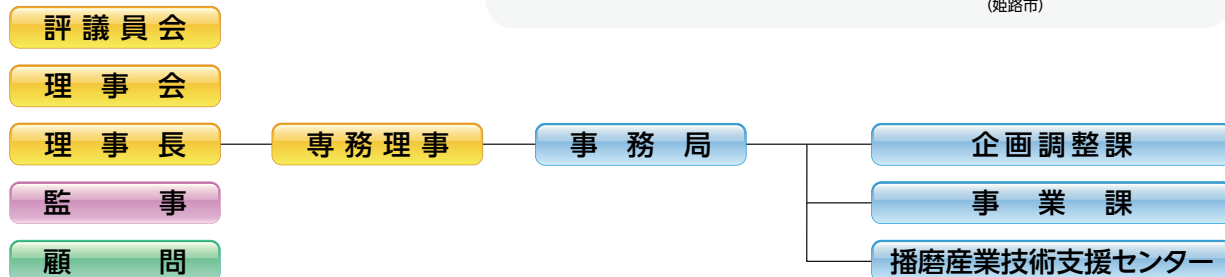 (姫路市)
評議員会
理事会
理事長
専務理事
事務局
企画調整課
監事
事業課
顧問
播磨産業技術支援センター